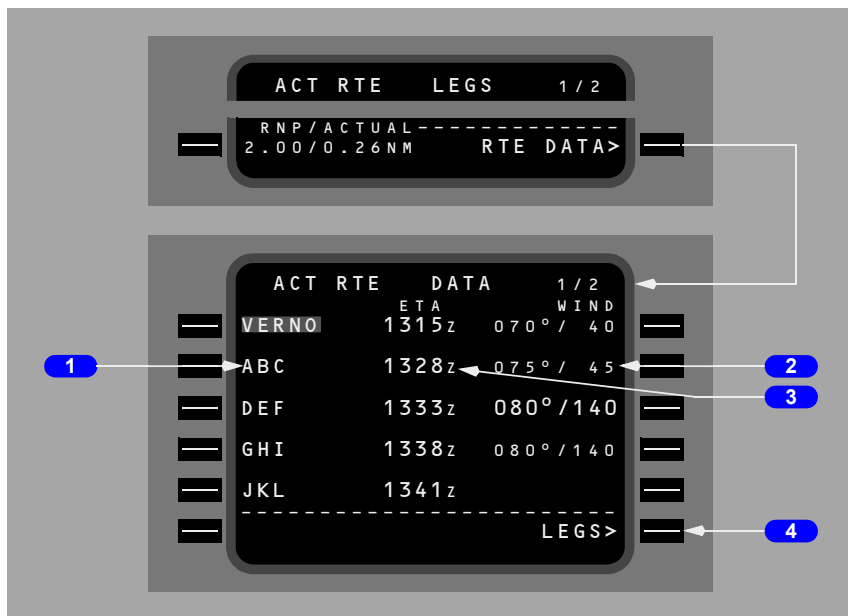 ACT RTE LEGS 1/2
RNP/ACTUAL--------------
2.00/0.26NM RTE DATA>
ACT RTE DATA 1/2
ETA WIND
VERNO 1315z 070°/ 40
1 ABC 1328z 075°/ 45 2
3
DEF 1333z 080°/140
GHI 1338z 080°/140
JKL 1341z
------------------------
LEGS> 4